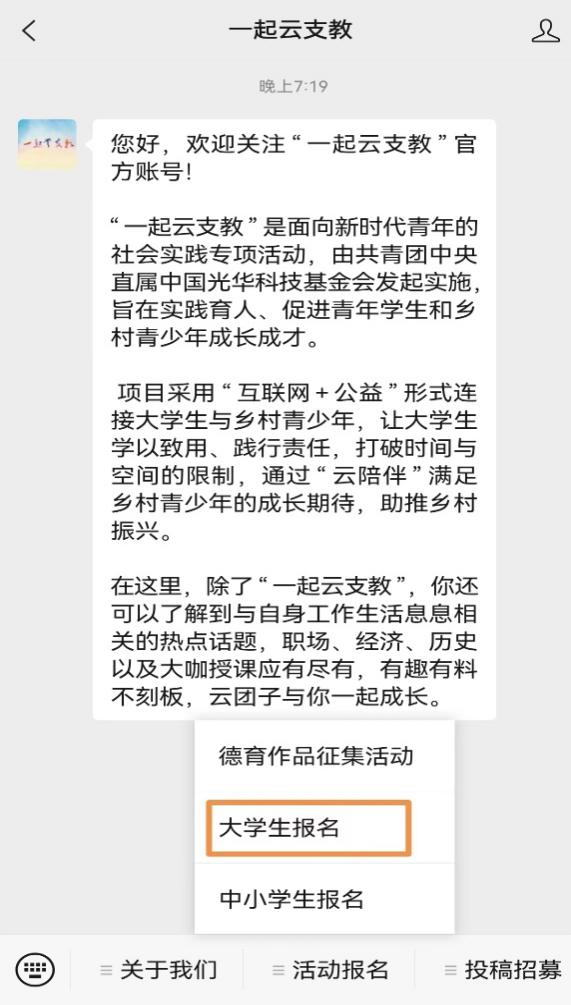 一起云支教
晚上7:19
一起云支教
您好，欢迎关注“一起云支教”官
方账号！
“一起云支教”是面向新时代青年的
社会实践专项活动，由共青团中央
直属中国光华科技基金会发起实施，
旨在实践育人、促进青年学生和乡
村青少年成长成才。
项目采用“互联网+公益”形式连
接大学生与乡村青少年，让大学生
学以致用、践行责任，打破时间与
空间的限制，通过“云陪伴”满足
乡村青少年的成长期待，助推乡村
振兴。
在这里，除了“一起云支教”，你还
可以了解到与自身工作生活息息相
关的热点话题，职场、经济、历史
以及大咖授课应有尽有，有趣有料
不刻板，云团子与你一起成长。
德育作品征集活动
大学生报名
中小学生报名
关于我们
活动报名
投稿招募